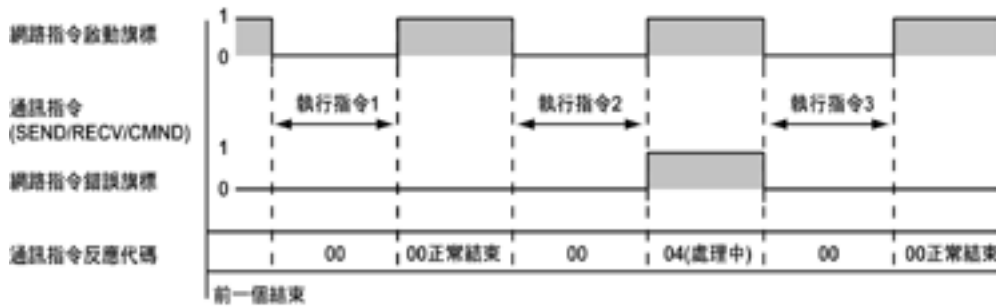 網路指令啟動旗標
1
0
通訊指令
(SEND/RECV/CMND)
執行指令1
執行指令2
執行指令3
網路指令錯誤旗標
1
0
通訊指令反應代碼
00
00正常結束
00
04(處理中)
00
00正常結束
前一個結束